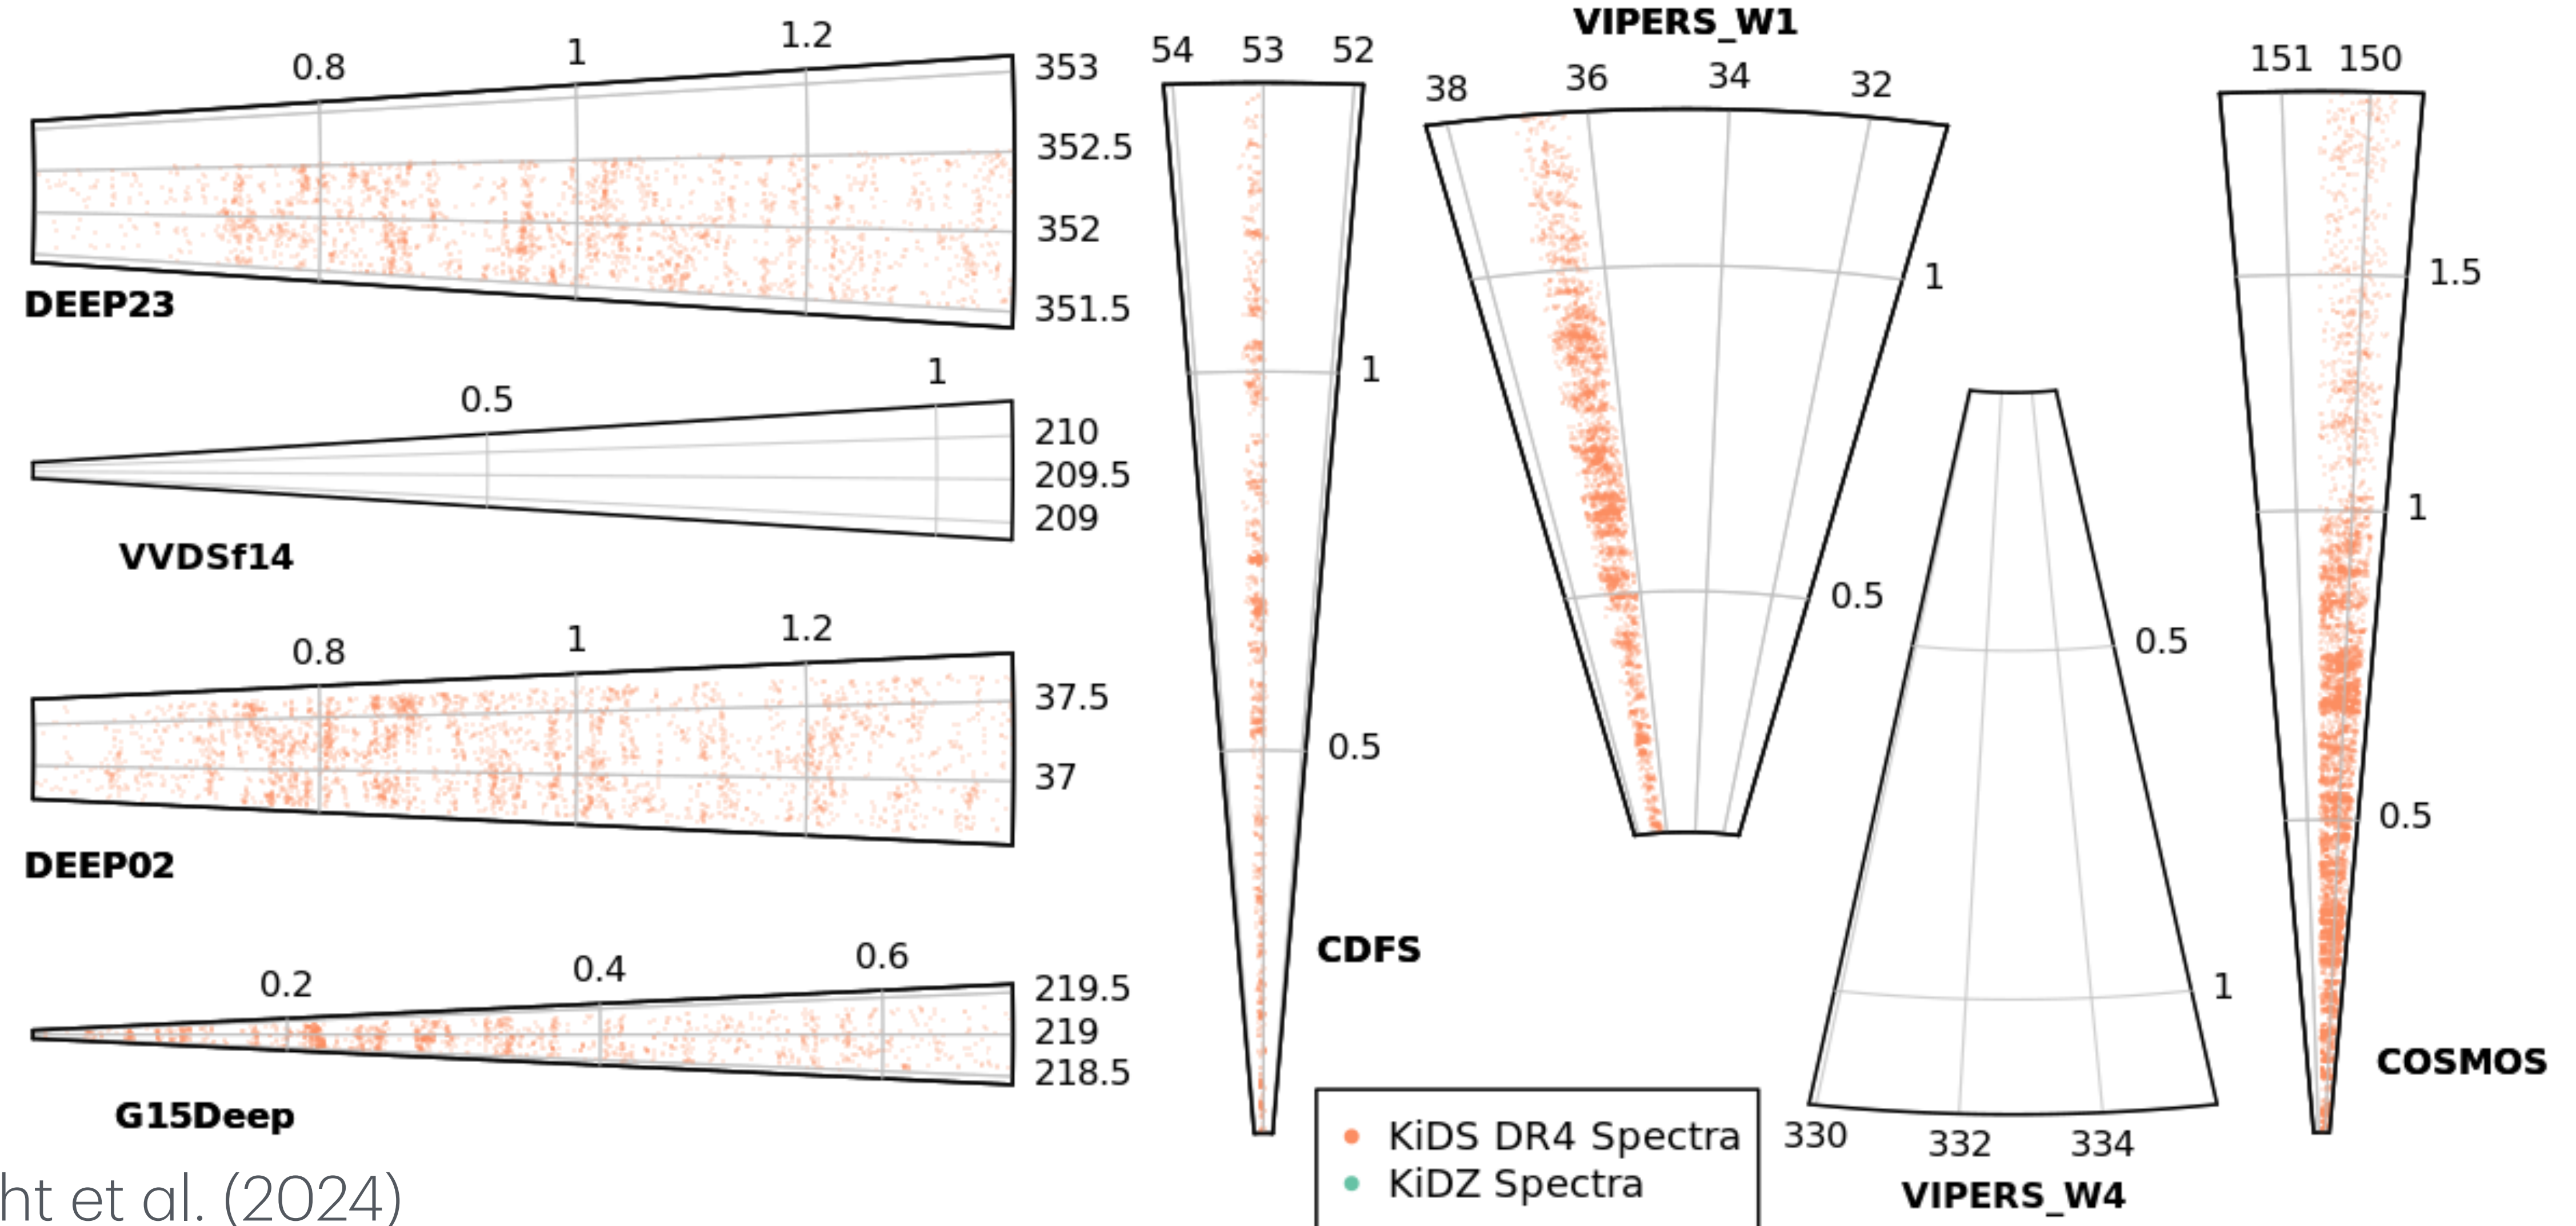 0.8 1 1.2
353
352.5
352
351.5
DEEP23
0.5 1
210
209.5
209
VVDSf14
0.8 1 1.2
37.5
37
DEEP02
0.2 0.4 0.6
219.5
219
218.5
G15Deep
ht et al. (2024)
54 53 52
1
0.5
CDFS
VIPERS_W1
38 36 34 32
1
0.5
0.5
1
330 332 334
VIPERS_W4
151 150
1.5
1
0.5
COSMOS
KiDS DR4 Spectra
KiDZ Spectra